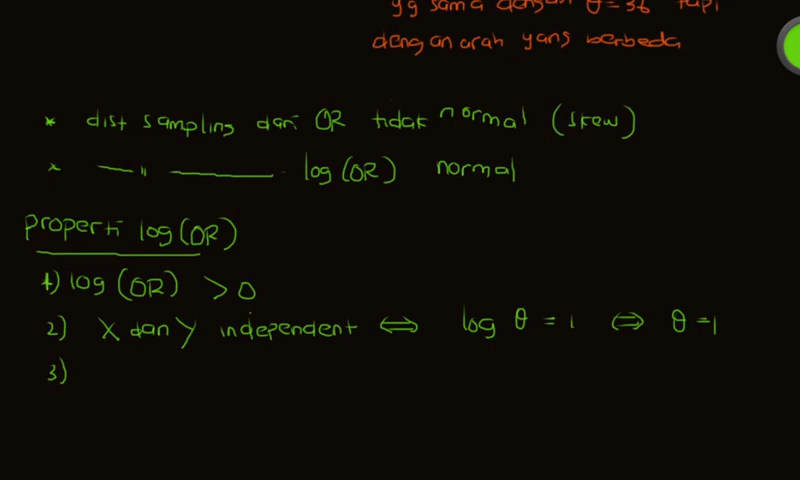 yg sama dengan θ = 36 tapi
dengan arah yang berbeda
* dist sampling dari OR tidak normal (skew)
* — " — log(OR) normal
properti log(OR)
1) log(OR) > 0
2) X dan Y independent ⇔ log θ = 1 ⇔ θ = 1
3)